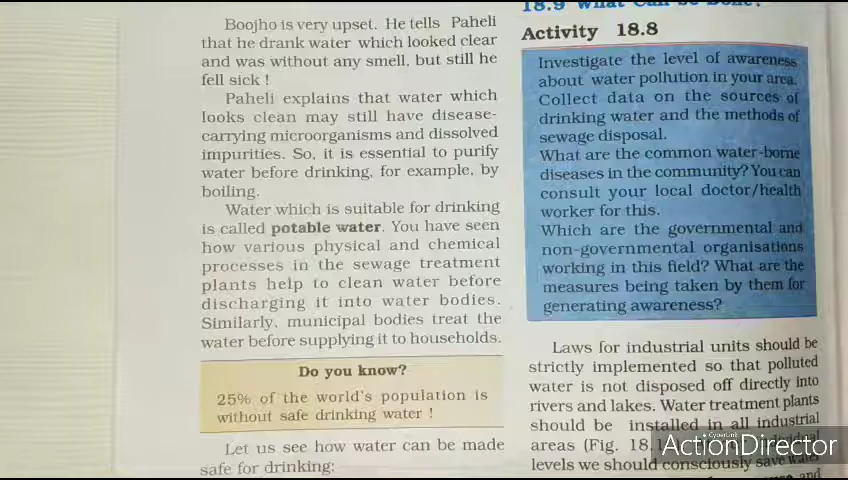 Boojho is very upset. He tells Paheli
that he drank water which looked clear
and was without any smell, but still he
fell sick !
Paheli explains that water which
looks clean may still have disease-
carrying microorganisms and dissolved
impurities. So, it is essential to purify
water before drinking, for example, by
boiling.
Water which is suitable for drinking
is called potable water. You have seen
how various physical and chemical
processes in the sewage treatment
plants help to clean water before
discharging it into water bodies.
Similarly, municipal bodies treat the
water before supplying it to households.
Do you know?
25% of the world's population is
without safe drinking water !
Let us see how water can be made
safe for drinking:
18.9 What Can be Done?
Activity 18.8
Investigate the level of awareness
about water pollution in your area.
Collect data on the sources of
drinking water and the methods of
sewage disposal.
What are the common water-borne
diseases in the community? You can
consult your local doctor/health
worker for this.
Which are the governmental and
non-governmental organisations
working in this field? What are the
measures being taken by them for
generating awareness?
Laws for industrial units should be
strictly implemented so that polluted
water is not disposed off directly into
rivers and lakes. Water treatment plants
should be installed in all industrial
areas (Fig. 18.
levels we should consciously save water
and
CyberLink
ActionDirector